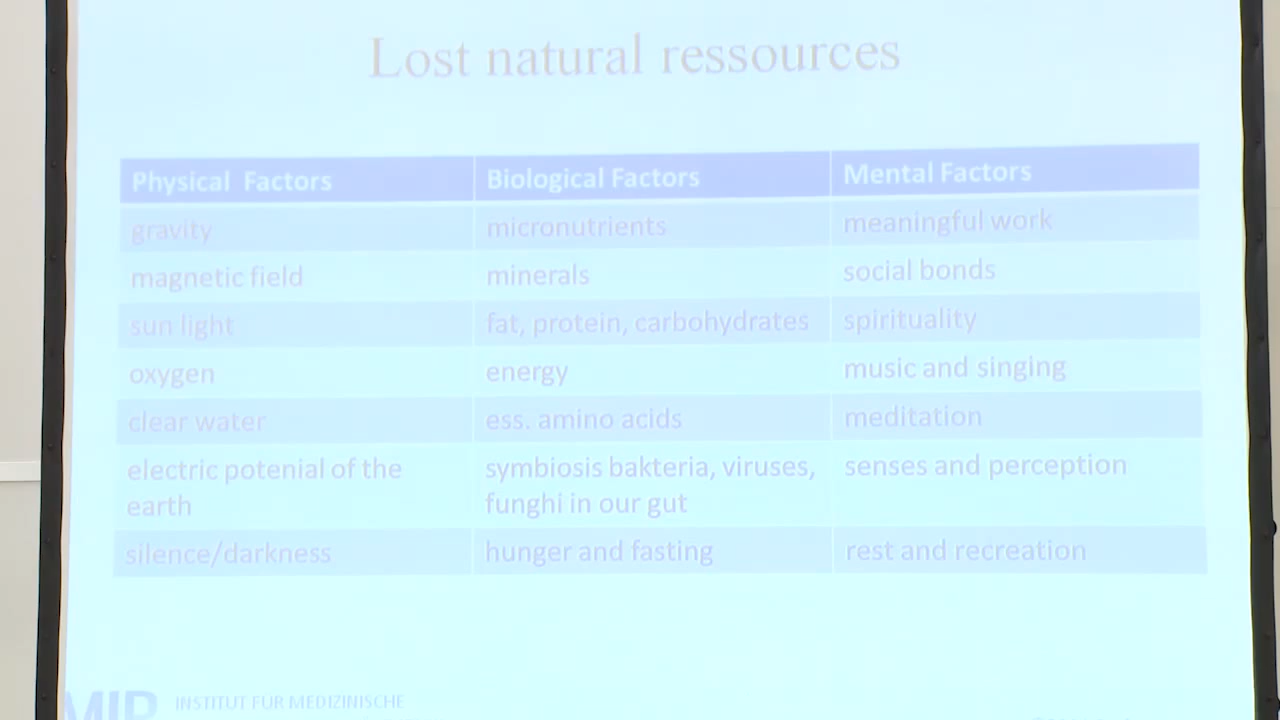 Lost natural ressources
Physical Factors Biological Factors Mental Factors
gravity micronutrients meaningful work
magnetic field minerals social bonds
sun light fat, protein, carbohydrates spirituality
oxygen energy music and singing
clear water ess. amino acids meditation
electric potenial of the symbiosis bakteria, viruses, senses and perception
earth funghi in our gut
silence/darkness hunger and fasting rest and recreation
INSTITUT FÜR MEDIZINISCHE